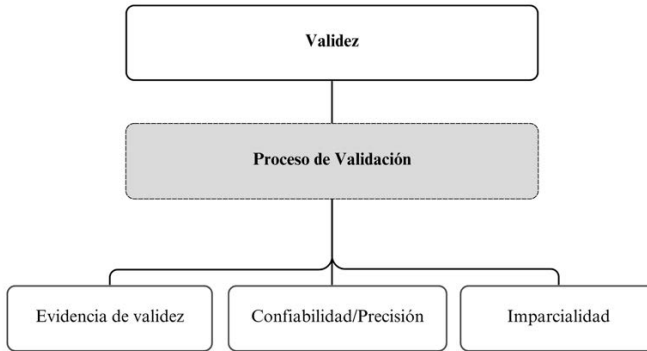 Validez
Proceso de Validación
Evidencia de validez
Confiabilidad/Precisión
Imparcialidad